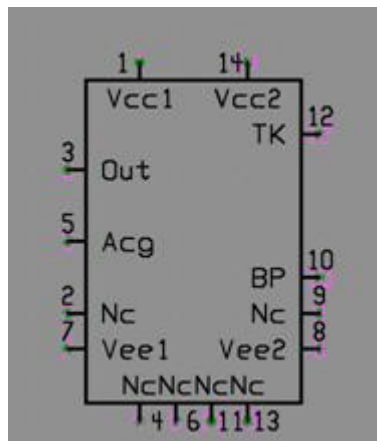 1 14
Vcc1 Vcc2
12
TK
3
Out
5
Acg
10
BP
2 9
Nc Nc
7 8
Vee1 Vee2
NcNcNcNc
4 6 11 13